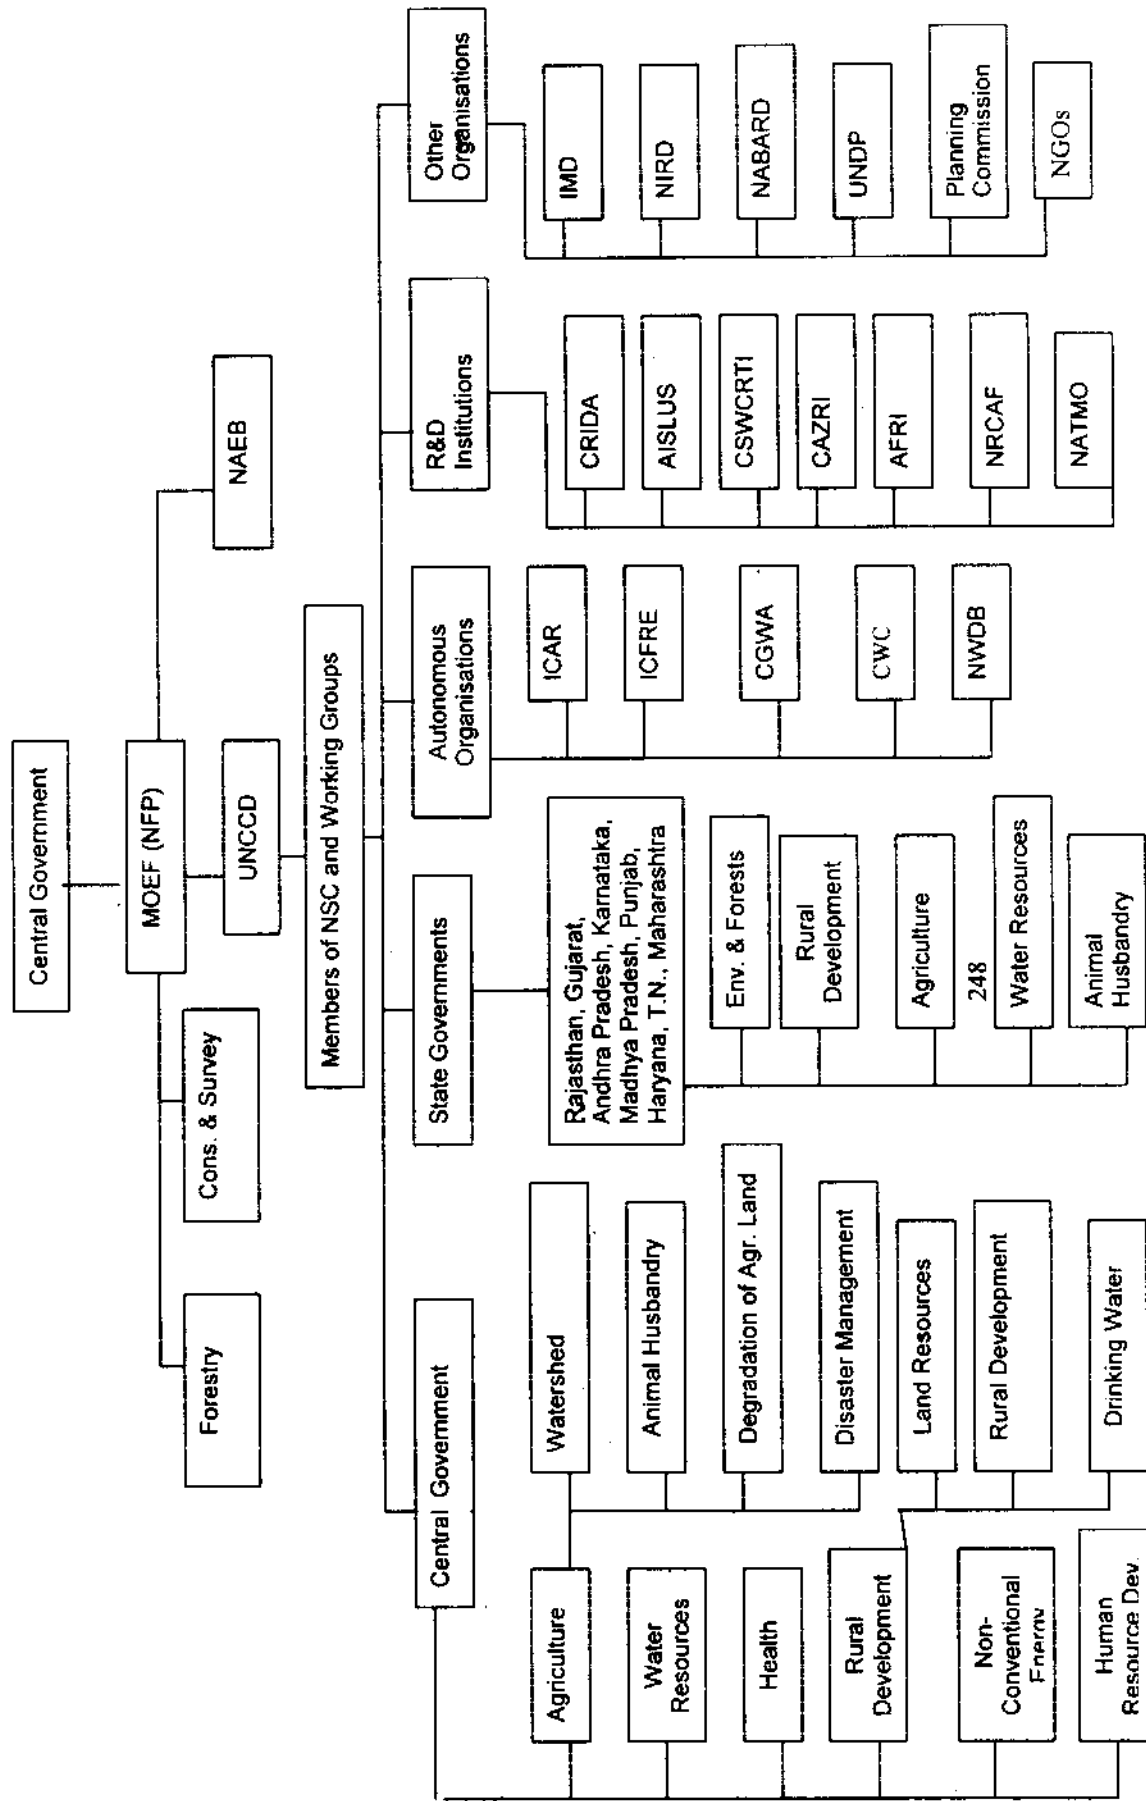 Central Government
MOEF (NFP)
Forestry
Cons. & Survey
UNCCD
NAEB
Members of NSC and Working Groups
Central Government
State Governments
Autonomous
Organisations
R&D
Institutions
Other
Organisations
Agriculture
Water
Resources
Health
Rural
Development
Non-
Conventional
Energy
Human
Resource Dev.
Watershed
Animal Husbandry
Degradation of Agr. Land
Disaster Management
Land Resources
Rural Development
Drinking Water
Rajasthan, Gujarat,
Andhra Pradesh, Karnataka,
Madhya Pradesh, Punjab,
Haryana, T.N., Maharashtra
Env. & Forests
Rural
Development
Agriculture
248
Water Resources
Animal
Husbandry
ICAR
ICFRE
CGWA
CWC
NWDB
CRIDA
AISLUS
CSWCRTI
CAZRI
AFRI
NRCAF
NATMO
IMD
NIRD
NABARD
UNDP
Planning
Commission
NGOs